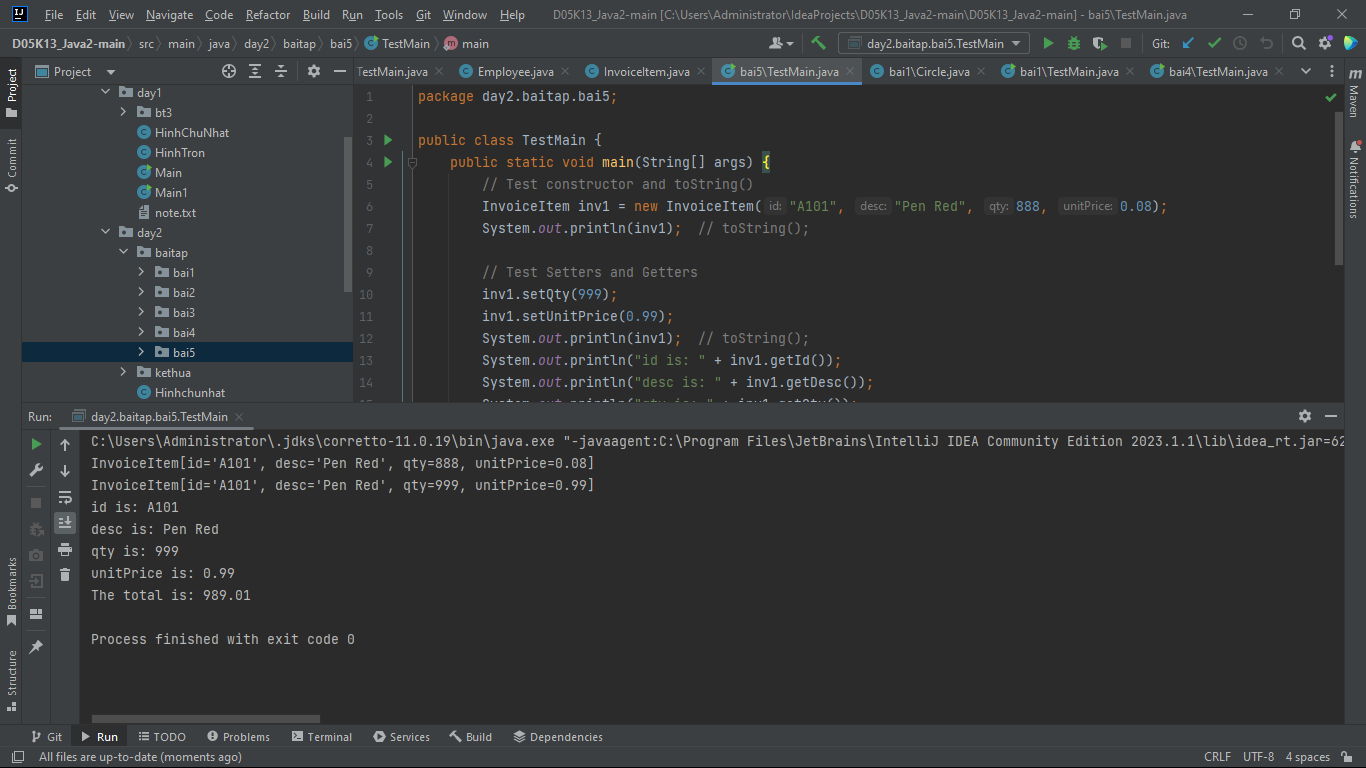 File Edit View Navigate Code Refactor Build Run Tools Git Window Help D05K13_Java2-main [C:\Users\Administrator\IdeaProjects\D05K13_Java2-main\D05K13_Java2-main] - bai5\TestMain.java
D05K13_Java2-main src main java day2 baitap bai5 TestMain main day2.baitap.bai5.TestMain Git:
Project
Project
TestMain.java Employee.java InvoiceItem.java bai5\TestMain.java bai1\Circle.java bai1\TestMain.java bai4\TestMain.java
day1
bt3
HinhChuNhat
HinhTron
Main
Main1
note.txt
day2
baitap
bai1
bai2
bai3
bai4
bai5
kethua
Hinhchunhat
Commit
1 package day2.baitap.bai5;
2
3 public class TestMain {
4 public static void main(String[] args) {
5 // Test constructor and toString()
6 InvoiceItem inv1 = new InvoiceItem( id: "A101", desc: "Pen Red", qty: 888, unitPrice: 0.08);
7 System.out.println(inv1); // toString();
8
9 // Test Setters and Getters
10 inv1.setQty(999);
11 inv1.setUnitPrice(0.99);
12 System.out.println(inv1); // toString();
13 System.out.println("id is: " + inv1.getId());
14 System.out.println("desc is: " + inv1.getDesc());
15 System.out.println("qty is: " + inv1.getQty());
Maven
Notifications
Run: day2.baitap.bai5.TestMain
C:\Users\Administrator\.jdks\corretto-11.0.19\bin\java.exe "-javaagent:C:\Program Files\JetBrains\IntelliJ IDEA Community Edition 2023.1.1\lib\idea_rt.jar=62
InvoiceItem[id='A101', desc='Pen Red', qty=888, unitPrice=0.08]
InvoiceItem[id='A101', desc='Pen Red', qty=999, unitPrice=0.99]
id is: A101
desc is: Pen Red
qty is: 999
unitPrice is: 0.99
The total is: 989.01
Process finished with exit code 0
Bookmarks
Structure
Git Run TODO Problems Terminal Services Build Dependencies
All files are up-to-date (moments ago) CRLF UTF-8 4 spaces